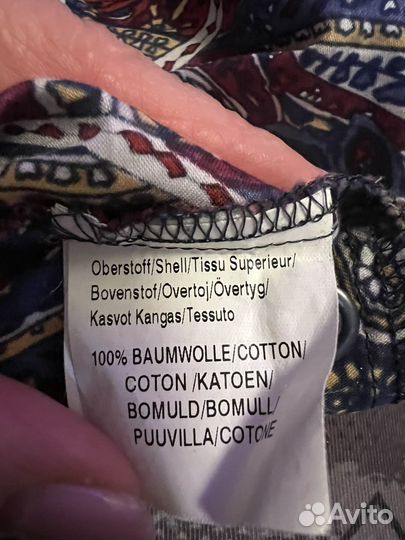 Oberstoff/Shell/Tissu Superieur/
Bovenstof/Overtoj/Övertyg/
Kasvot Kangas/Tessuto
100% BAUMWOLLE/COTTON/
COTON/KATOEN/
BOMULD/BOMULL/
PUUVILLA/COTONE
Avito